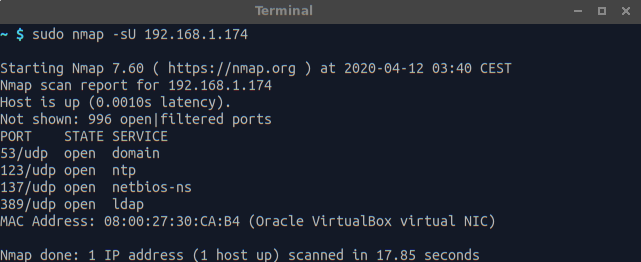 Terminal
~ $ sudo nmap -sU 192.168.1.174
Starting Nmap 7.60 ( https://nmap.org ) at 2020-04-12 03:40 CEST
Nmap scan report for 192.168.1.174
Host is up (0.0010s latency).
Not shown: 996 open|filtered ports
PORT    STATE SERVICE
53/udp  open  domain
123/udp open  ntp
137/udp open  netbios-ns
389/udp open  ldap
MAC Address: 08:00:27:30:CA:B4 (Oracle VirtualBox virtual NIC)
Nmap done: 1 IP address (1 host up) scanned in 17.85 seconds